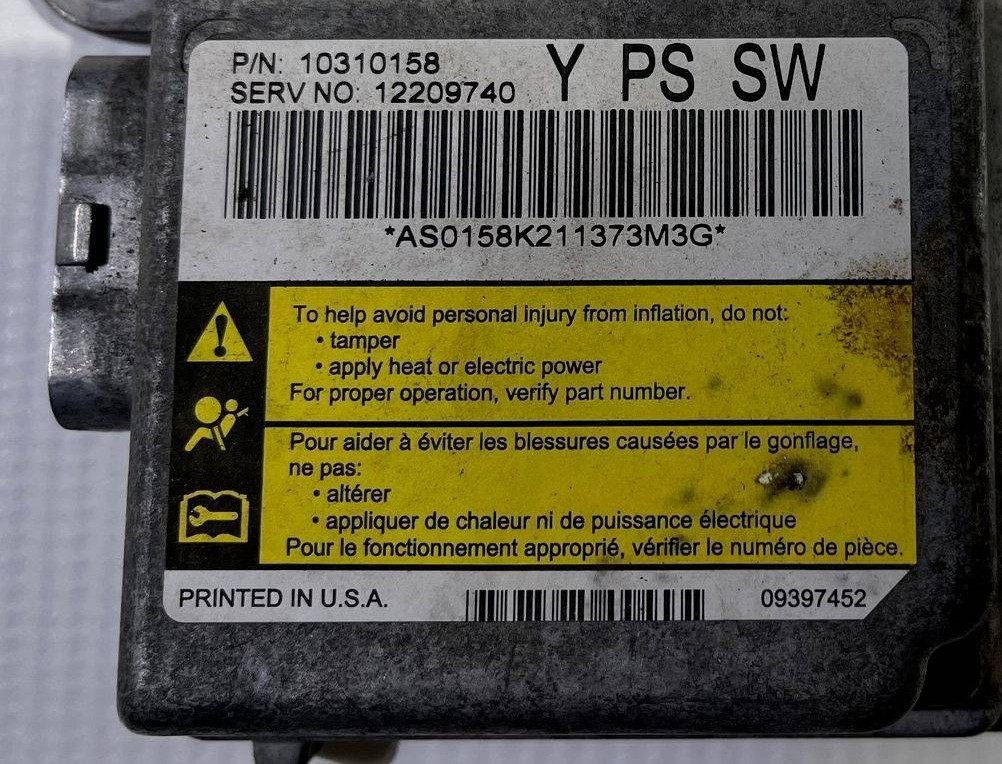 P/N: 10310158 Y PS SW
SERV NO: 12209740
*AS0158K211373M3G*
To help avoid personal injury from inflation, do not:
• tamper
• apply heat or electric power
For proper operation, verify part number.
Pour aider à éviter les blessures causées par le gonflage,
ne pas:
• altérer
• appliquer de chaleur ni de puissance électrique
Pour le fonctionnement approprié, vérifier le numéro de pièce.
PRINTED IN U.S.A. 09397452